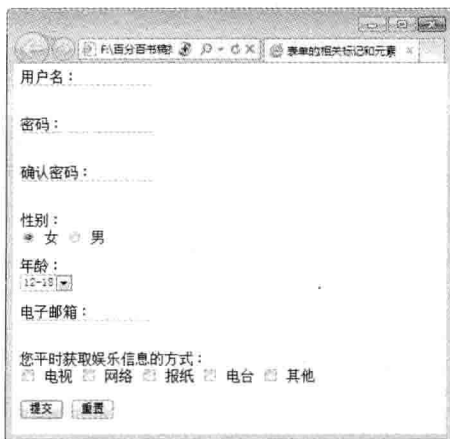 F:\百分百书稿
表单的相关标记和元素
用户名：
密码：
确认密码：
性别：
女 男
年龄：
电子邮箱：
您平时获取娱乐信息的方式：
电视 网络 报纸 电台 其他
提交 重置